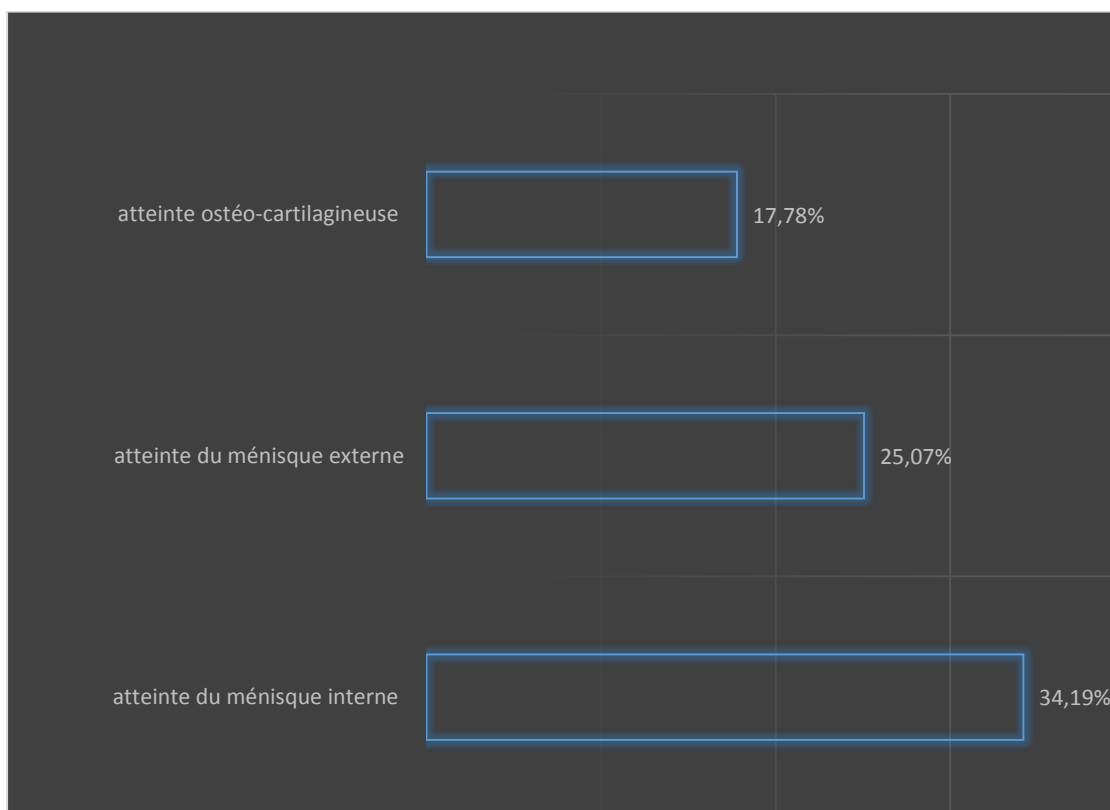 atteinte ostéo-cartilagineuse
17,78%
atteinte du ménisque externe
25,07%
atteinte du ménisque interne
34,19%